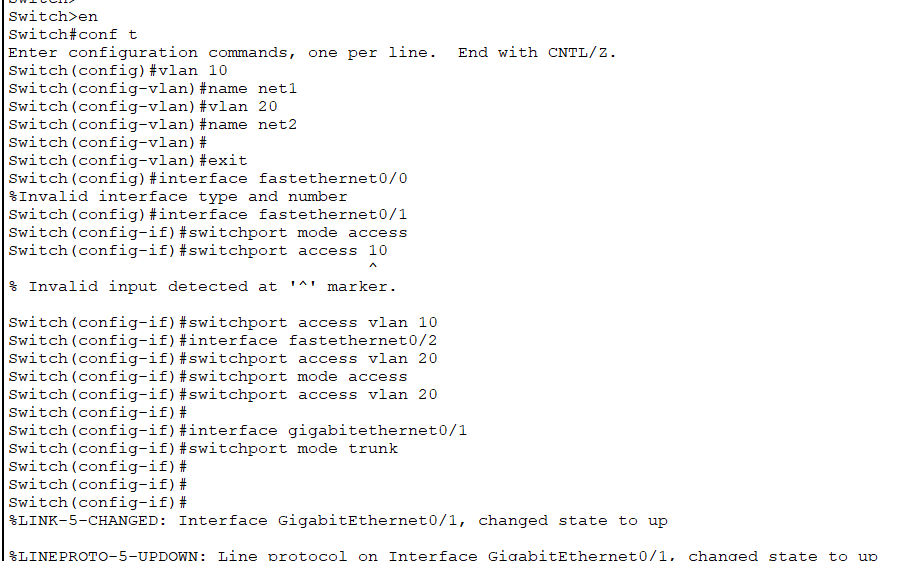 Switch>
Switch>en
Switch#conf t
Enter configuration commands, one per line.  End with CNTL/Z.
Switch(config)#vlan 10
Switch(config-vlan)#name net1
Switch(config-vlan)#vlan 20
Switch(config-vlan)#name net2
Switch(config-vlan)#
Switch(config-vlan)#exit
Switch(config)#interface fastethernet0/0
%Invalid interface type and number
Switch(config)#interface fastethernet0/1
Switch(config-if)#switchport mode access
Switch(config-if)#switchport access 10
^
% Invalid input detected at '^' marker.
Switch(config-if)#switchport access vlan 10
Switch(config-if)#interface fastethernet0/2
Switch(config-if)#switchport access vlan 20
Switch(config-if)#switchport mode access
Switch(config-if)#switchport access vlan 20
Switch(config-if)#
Switch(config-if)#interface gigabitethernet0/1
Switch(config-if)#switchport mode trunk
Switch(config-if)#
Switch(config-if)#
Switch(config-if)#
%LINK-5-CHANGED: Interface GigabitEthernet0/1, changed state to up
%LINEPROTO-5-UPDOWN: Line protocol on Interface GigabitEthernet0/1, changed state to up